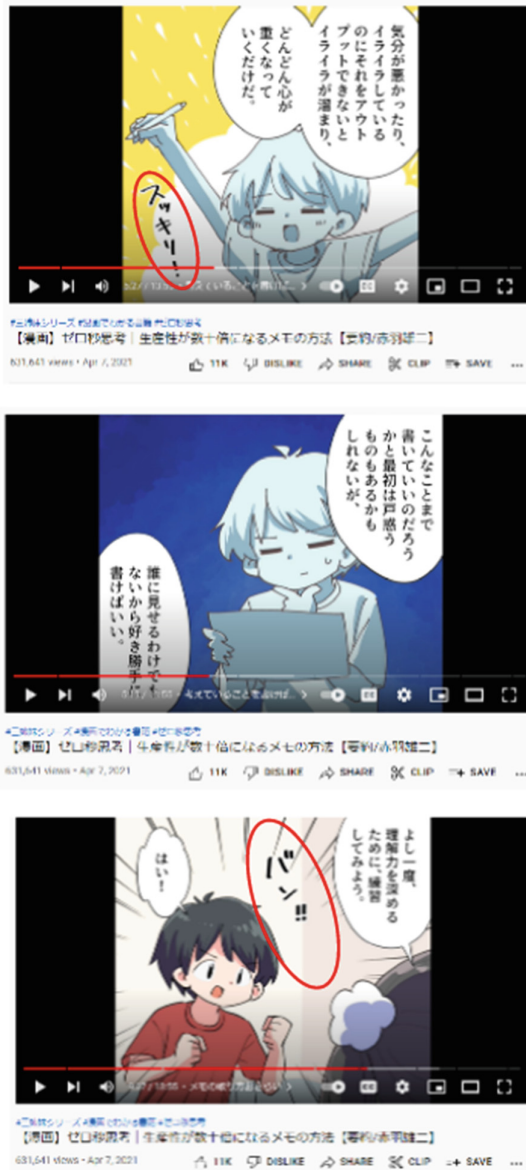 気分が悪かったり、
イライラしている
のにそれをアウト
プットできないと
イライラが溜まり、
どんどん心が
重くなって
いくだけだ。
スッキリ!
【漫画】ゼロ秒思考｜生産性が数十倍になるメモの方法【要約/赤羽雄二】
631,641 views・Apr 7, 2021
11K DISLIKE SHARE CLIP SAVE
こんなことまで
書いていいのだろう
かと最初は戸惑う
ものもあるかも
しれないが、
誰に見せるわけでも
ないから好き勝手に
書けばいい。
【漫画】ゼロ秒思考｜生産性が数十倍になるメモの方法【要約/赤羽雄二】
631,641 views・Apr 7, 2021
11K DISLIKE SHARE CLIP SAVE
よし一度、
理解力を深める
ために、練習
してみよう。
バン!!
はい!
【漫画】ゼロ秒思考｜生産性が数十倍になるメモの方法【要約/赤羽雄二】
631,641 views・Apr 7, 2021
11K DISLIKE SHARE CLIP SAVE